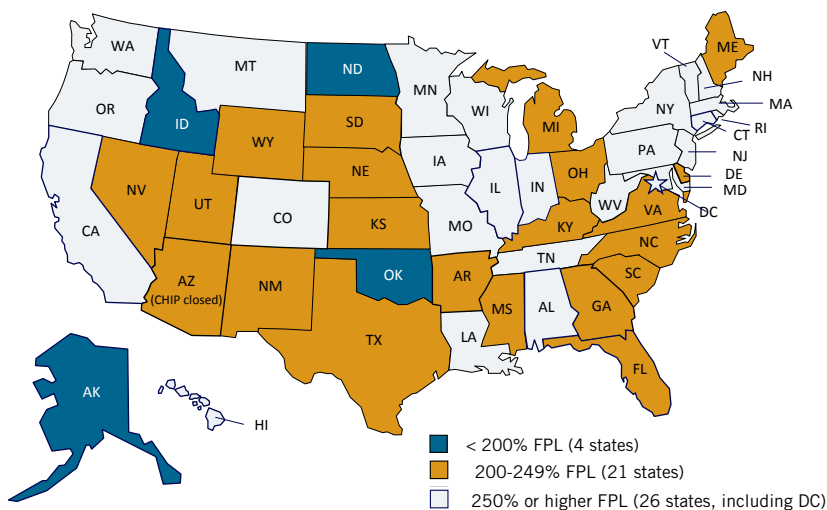 WA
MT
ND
MN
VT
ME
NH
OR
ID
WY
SD
WI
MI
NY
MA
RI
CT
NV
UT
NE
IA
PA
NJ
CA
CO
KS
IL
IN
OH
DE
MD
WV
VA
DC
MO
KY
AZ
(CHIP closed)
NM
OK
AR
TN
NC
SC
TX
LA
MS
AL
GA
FL
AK
HI
< 200% FPL (4 states)
200-249% FPL (21 states)
250% or higher FPL (26 states, including DC)